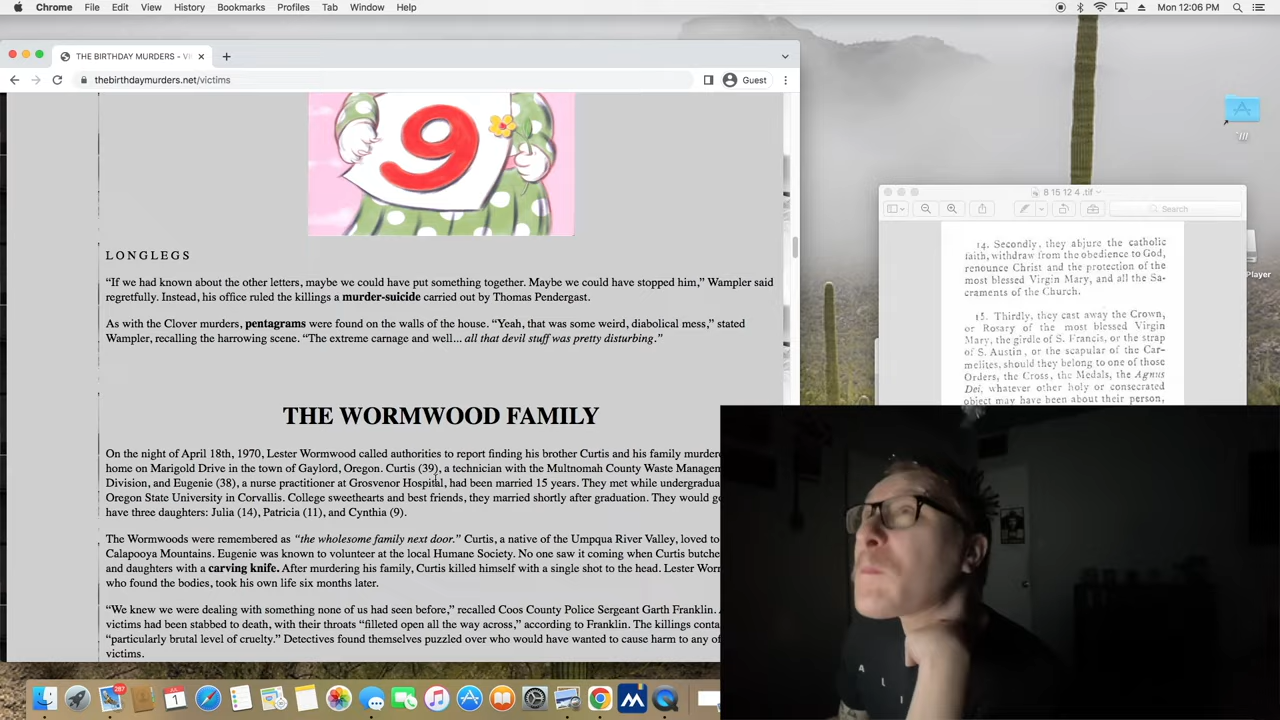 Chrome File Edit View History Bookmarks Profiles Tab Window Help Mon 12:06 PM
THE BIRTHDAY MURDERS - VI
thebirthdaymurders.net/victims Guest
9
LONGLEGS
“If we had known about the other letters, maybe we could have put something together. Maybe we could have stopped him,” Wampler said
regretfully. Instead, his office ruled the killings a murder-suicide carried out by Thomas Pendergast.
As with the Clover murders, pentagrams were found on the walls of the house. “Yeah, that was some weird, diabolical mess,” stated
Wampler, recalling the harrowing scene. “The extreme carnage and well... all that devil stuff was pretty disturbing.”
THE WORMWOOD FAMILY
On the night of April 18th, 1970, Lester Wormwood called authorities to report finding his brother Curtis and his family murdere
home on Marigold Drive in the town of Gaylord, Oregon. Curtis (39), a technician with the Multnomah County Waste Managem
Division, and Eugenie (38), a nurse practitioner at Grosvenor Hospital, had been married 15 years. They met while undergradua
Oregon State University in Corvallis. College sweethearts and best friends, they married shortly after graduation. They would go
have three daughters: Julia (14), Patricia (11), and Cynthia (9).
The Wormwoods were remembered as “the wholesome family next door.” Curtis, a native of the Umpqua River Valley, loved to
Calapooya Mountains. Eugenie was known to volunteer at the local Humane Society. No one saw it coming when Curtis butche
and daughters with a carving knife. After murdering his family, Curtis killed himself with a single shot to the head. Lester Wor
who found the bodies, took his own life six months later.
“We knew we were dealing with something none of us had seen before,” recalled Coos County Police Sergeant Garth Franklin.
victims had been stabbed to death, with their throats “filleted open all the way across,” according to Franklin. The killings conta
“particularly brutal level of cruelty.” Detectives found themselves puzzled over who would have wanted to cause harm to any of
victims.
8 15 12 4 .tif
Search
14. Secondly, they abjure the catholic
faith, withdraw from the obedience to God,
renounce Christ and the protection of the
most blessed Virgin Mary, and all the Sa-
craments of the Church.
15. Thirdly, they cast away the Crown,
or Rosary of the most blessed Virgin
Mary, the girdle of S. Francis, or the strap
of S. Austin, or the scapular of the Car-
melites, should they belong to one of those
Orders, the Cross, the Medals, the Agnus
Dei, whatever other holy or consecrated
object may have been about their person,
'///
Player
287
JUL
1
A L I